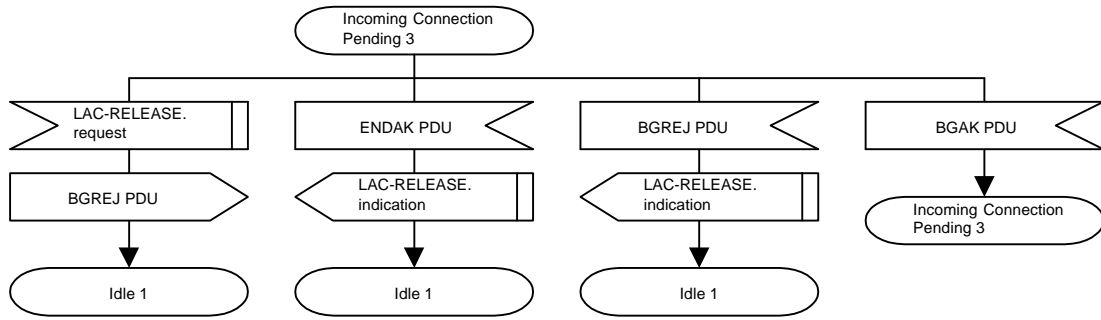 Incoming Connection
Pending 3
LAC-RELEASE.
request
ENDAK PDU
BGREJ PDU
BGAK PDU
BGREJ PDU
LAC-RELEASE.
indication
LAC-RELEASE.
indication
Incoming Connection
Pending 3
Idle 1
Idle 1
Idle 1